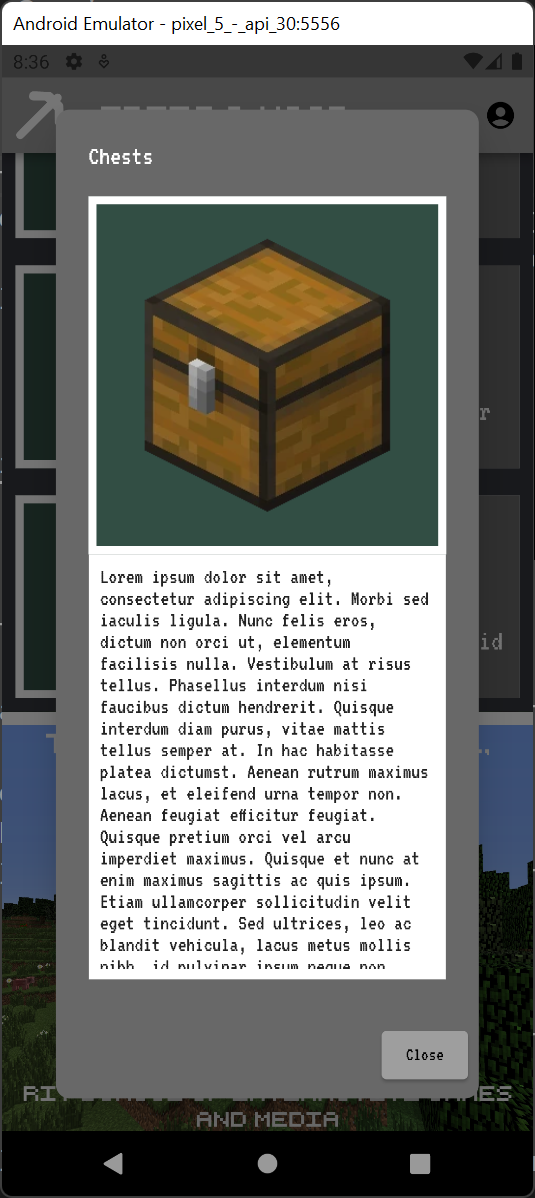 Android Emulator - pixel_5_-_api_30:5556
8:36
Chests
r
id
Lorem ipsum dolor sit amet,
consectetur adipiscing elit. Morbi sed
iaculis ligula. Nunc felis eros,
dictum non orci ut, elementum
facilisis nulla. Vestibulum at risus
tellus. Phasellus interdum nisi
faucibus dictum hendrerit. Quisque
interdum diam purus, vitae mattis
tellus semper at. In hac habitasse
platea dictumst. Aenean rutrum maximus
lacus, et eleifend urna tempor non.
Aenean feugiat efficitur feugiat.
Quisque pretium orci vel arcu
imperdiet maximus. Quisque et nunc at
enim maximus sagittis ac quis ipsum.
Etiam ullamcorper sollicitudin velit
eget tincidunt. Sed ultrices, leo ac
blandit vehicula, lacus metus mollis
nibh, id pulvinar ipsum neque non
Close
AND MEDIA